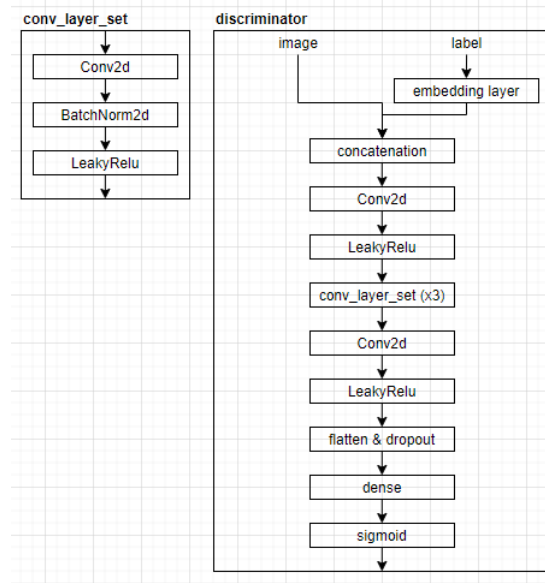 conv_layer_set
Conv2d
BatchNorm2d
LeakyRelu
discriminator
image
label
embedding layer
concatenation
Conv2d
LeakyRelu
conv_layer_set (x3)
Conv2d
LeakyRelu
flatten & dropout
dense
sigmoid